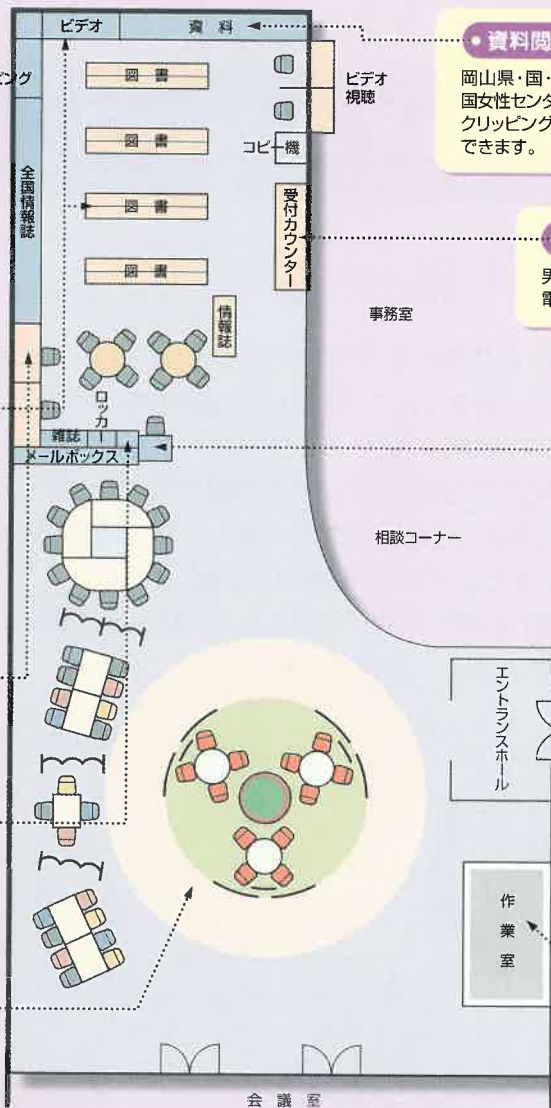 ビデオ
資料
ピング
図書
図書
図書
図書
全国情報誌
ビデオ
視聴
コピー機
受付カウンター
情報誌
ロッカー
雑誌
メールボックス
事務室
相談コーナー
エントランスホール
作業室
会議室
資料閲
岡山県・国・
国女性センタ
クリッピング
できます。
男
電